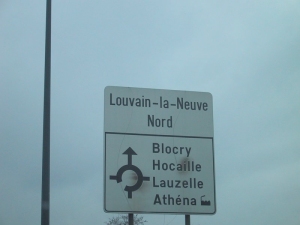 Louvain-la-Neuve
Nord
Blocry
Hocaille
Lauzelle
Athéna